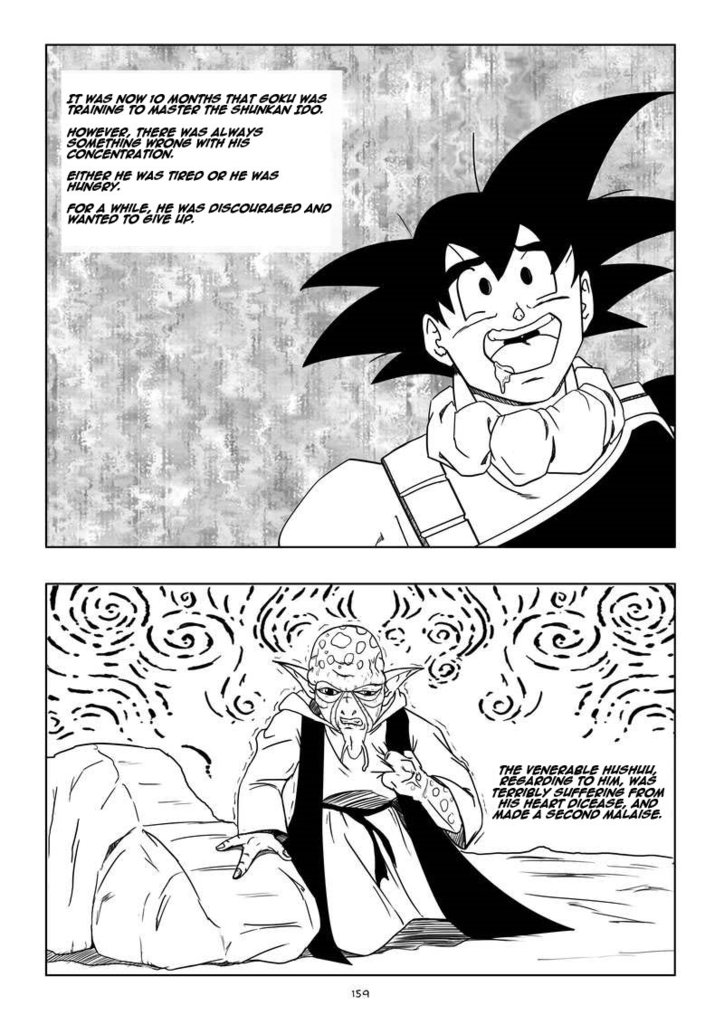 IT WAS NOW 10 MONTHS THAT GOKU WAS
TRAINING TO MASTER THE SHUNKAN IDO.
HOWEVER, THERE WAS ALWAYS
SOMETHING WRONG WITH HIS
CONCENTRATION.
EITHER HE WAS TIRED OR HE WAS
HUNGRY.
FOR A WHILE, HE WAS DISCOURAGED AND
WANTED TO GIVE UP.
THE VENERABLE HUSHUU,
REGARDING TO HIM, WAS
TERRIBLY SUFFERING FROM
HIS HEART DICEASE, AND
MADE A SECOND MALAISE.
159